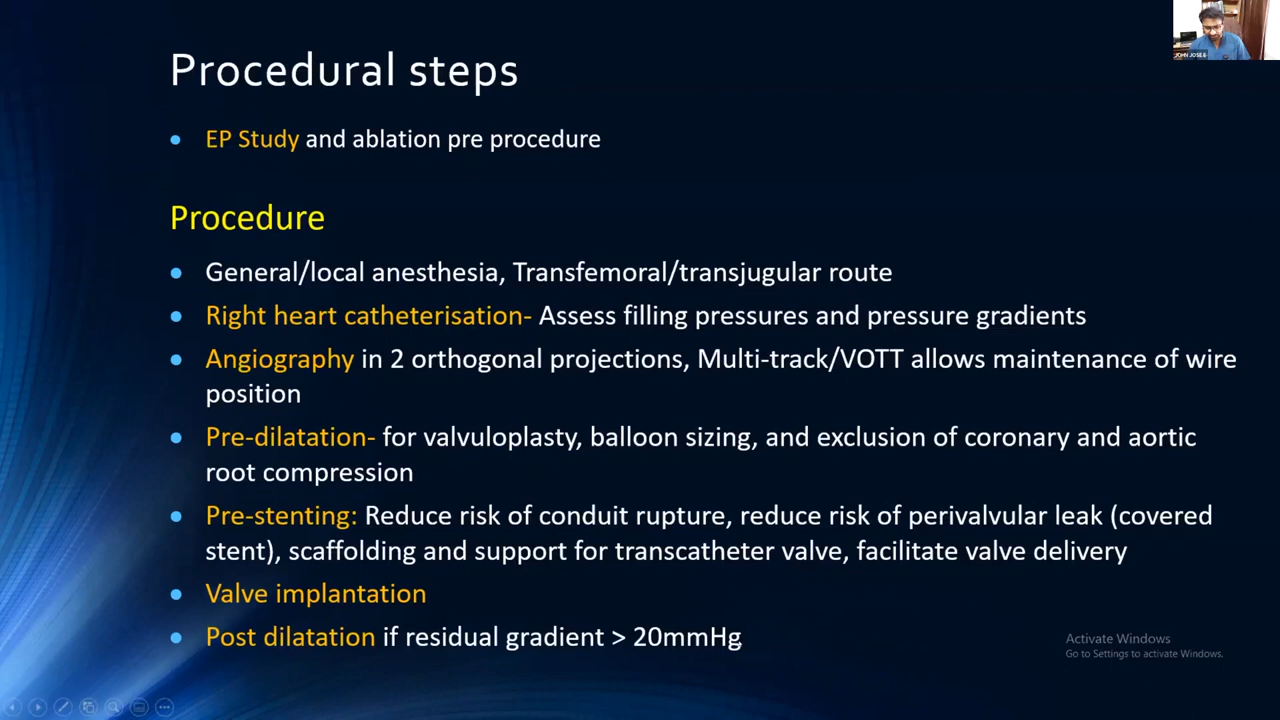 Procedural steps
EP Study and ablation pre procedure
Procedure
General/local anesthesia, Transfemoral/transjugular route
Right heart catheterisation- Assess filling pressures and pressure gradients
Angiography in 2 orthogonal projections, Multi-track/VOTT allows maintenance of wire
position
Pre-dilatation- for valvuloplasty, balloon sizing, and exclusion of coronary and aortic
root compression
Pre-stenting: Reduce risk of conduit rupture, reduce risk of perivalvular leak (covered
stent), scaffolding and support for transcatheter valve, facilitate valve delivery
Valve implantation
Post dilatation if residual gradient > 20mmHg
Activate Windows
Go to Settings to activate Windows.